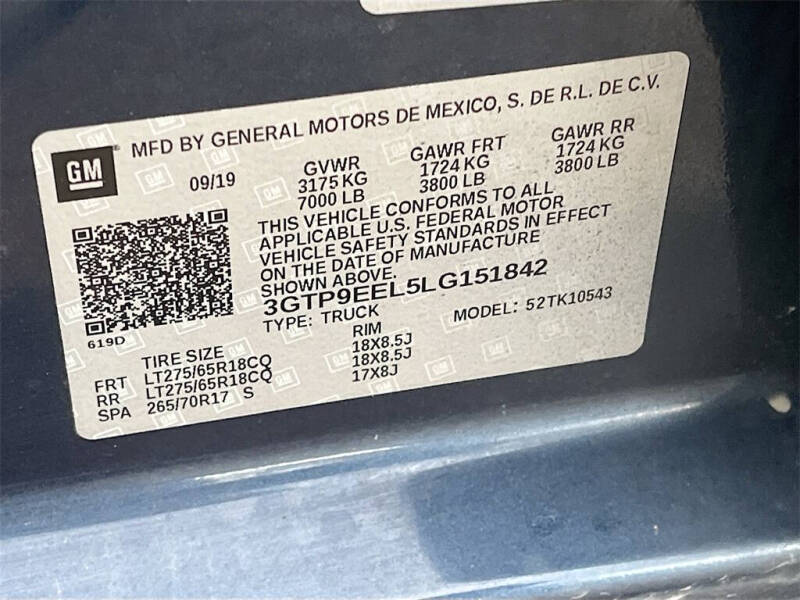 GM
MFD BY GENERAL MOTORS DE MEXICO, S. DE R.L. DE C.V.
09/19
GVWR
3175 KG
7000 LB
GAWR FRT
1724 KG
3800 LB
GAWR RR
1724 KG
3800 LB
THIS VEHICLE CONFORMS TO ALL
APPLICABLE U.S. FEDERAL MOTOR
VEHICLE SAFETY STANDARDS IN EFFECT
ON THE DATE OF MANUFACTURE
SHOWN ABOVE.
3GTP9EEL5LG151842
TYPE: TRUCK
MODEL: 52TK10543
619D
TIRE SIZE RIM
FRT LT275/65R18CQ 18X8.5J
RR LT275/65R18CQ 18X8.5J
SPA 265/70R17 S 17X8J